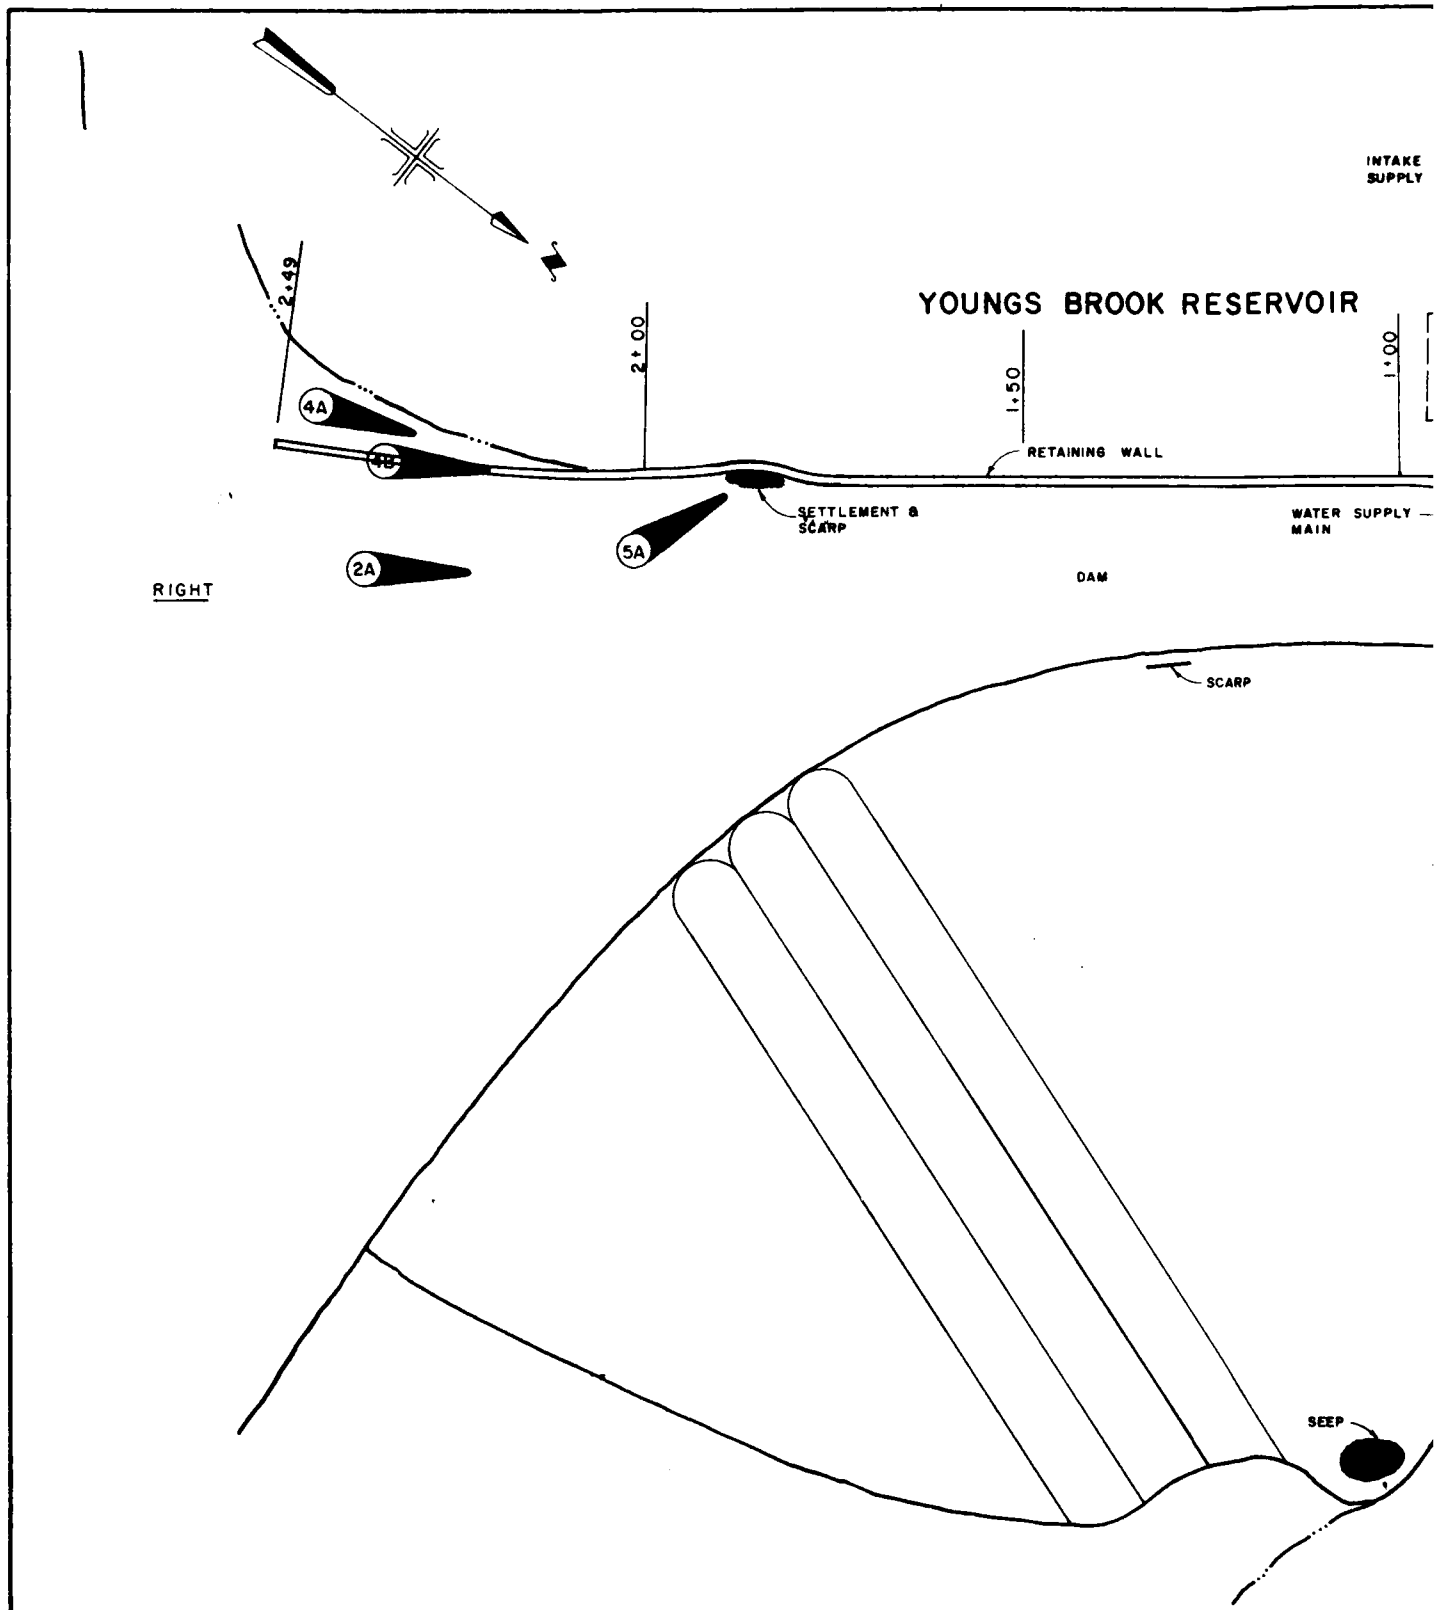 N
INTAKE
SUPPLY
2+49
YOUNGS BROOK RESERVOIR
2+00
1+50
1+00
4A
4B
RETAINING WALL
SETTLEMENT &
SCARP
WATER SUPPLY
MAIN
5A
2A
DAM
RIGHT
SCARP
SEEP